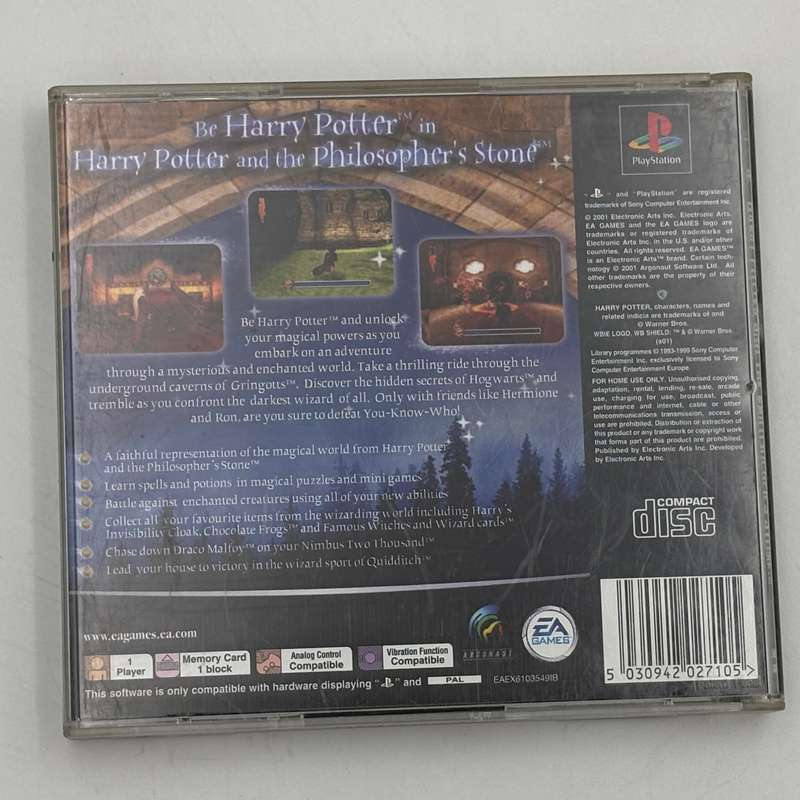 Be Harry Potter™ in
Harry Potter and the Philosopher's Stone™
Be Harry Potter™ and unlock
your magical powers as you
embark on an adventure
through a mysterious and enchanted world. Take a thrilling ride through the
underground caverns of Gringotts™. Discover the hidden secrets of Hogwarts™ and
tremble as you confront the darkest wizard of all. Only with friends like Hermione
and Ron, are you sure to defeat You-Know-Who!
A faithful representation of the magical world from Harry Potter
and the Philosopher's Stone™
Learn spells and potions in magical puzzles and mini games
Battle against enchanted creatures using all of your new abilities
Collect all your favourite items from the wizarding world including Harry's
Invisibility Cloak, Chocolate Frogs™ and Famous Witches and Wizard cards™
Chase down Draco Malfoy™ on your Nimbus Two Thousand™
Lead your house to victory in the wizard sport of Quidditch™
www.eagames.com
1 Player
Memory Card
1 block
Analog Control
Compatible
Vibration Function
Compatible
This software is only compatible with hardware displaying " " and PAL
ARGONAUT
EA
GAMES™
EAEX6103549IB
PlayStation
" " and "PlayStation" are registered
trademarks of Sony Computer Entertainment Inc.
© 2001 Electronic Arts Inc. Electronic Arts,
EA GAMES and the EA GAMES logo are
trademarks or registered trademarks of
Electronic Arts Inc. in the U.S. and/or other
countries. All rights reserved. EA GAMES™
is an Electronic Arts™ brand. Certain tech-
nology © 2001 Argonaut Software Ltd. All
other trademarks are the property of their
respective owners.
HARRY POTTER, characters, names and
related indicia are trademarks of and
© Warner Bros.
WBIE LOGO, WB SHIELD: ™ & © Warner Bros.
(s01)
Library programmes © 1993-1999 Sony Computer
Entertainment Inc. exclusively licensed to Sony
Computer Entertainment Europe.
FOR HOME USE ONLY. Unauthorised copying,
adaptation, rental, lending, re-sale, arcade
use, charging for use, broadcast, public
performance and internet, cable or other
telecommunications transmission, access or
use are prohibited. Distribution or extraction of
this product or any trademark or copyright work
that forms part of this product are prohibited.
Published by Electronic Arts Inc. Developed
by Electronic Arts Inc.
COMPACT
disc
5 030942 027105 >